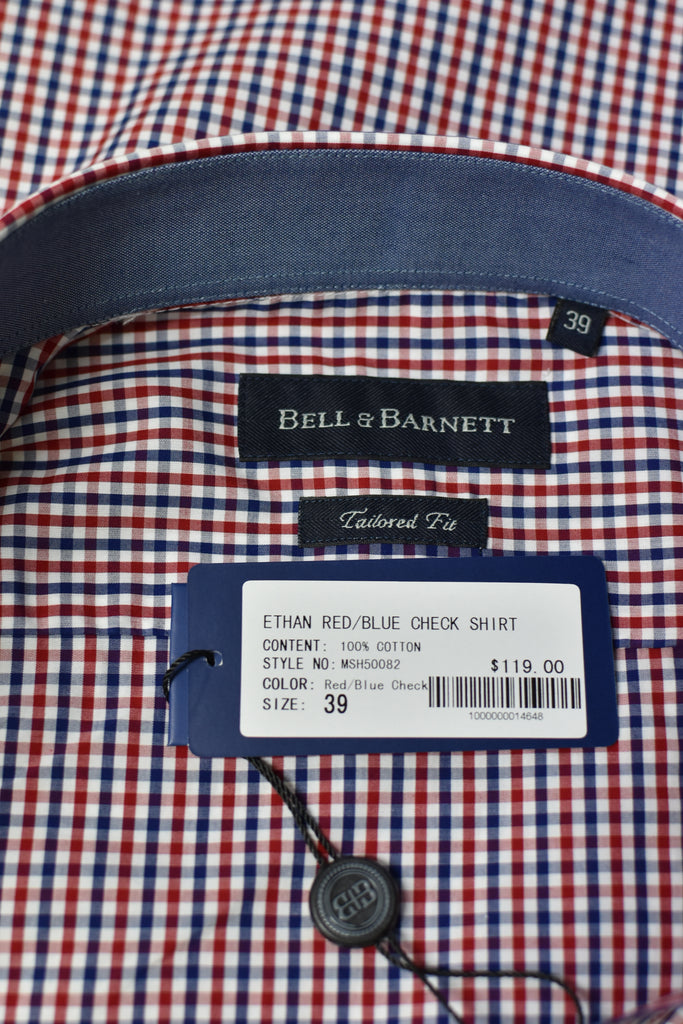 39
BELL & BARNETT
Tailored Fit
ETHAN RED/BLUE CHECK SHIRT
CONTENT: 100% COTTON
STYLE NO: MSH50082
$119.00
COLOR: Red/Blue Check
SIZE: 39
1000000014648